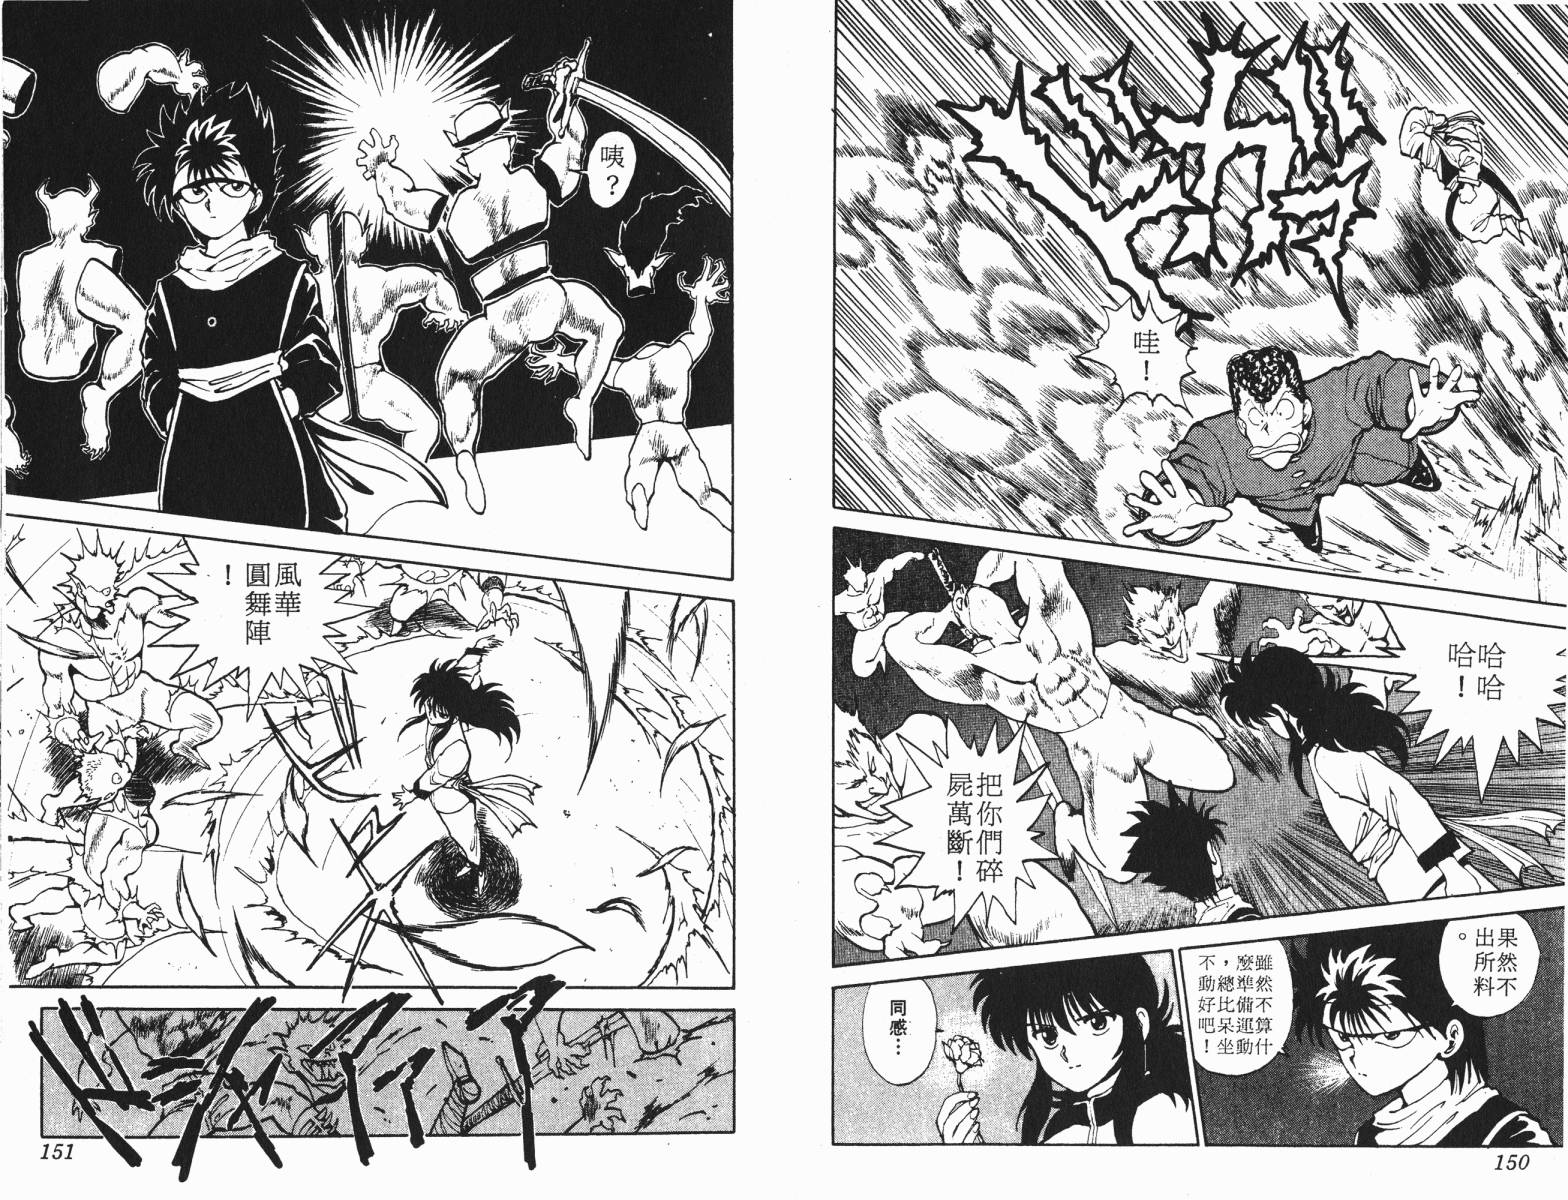 哇！
哈哈
哈！
把你們碎
屍萬斷！
果然不
出所料
。
雖然不算什
麼準備運動
，總比呆坐
不動好吧！
同感…
150
咦？
風華
圓舞陣
！
151